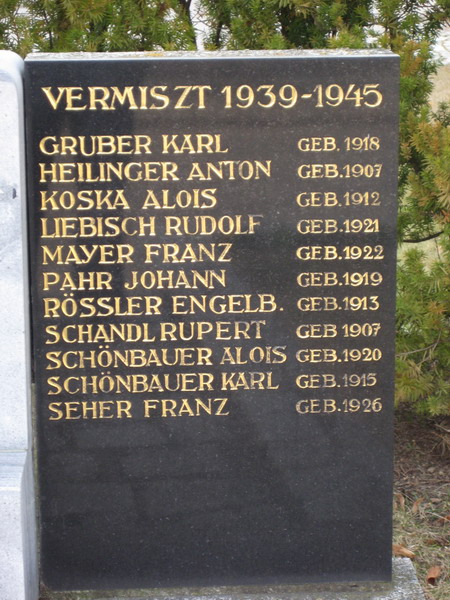 VERMISZT 1939-1945
GRUBER KARL GEB. 1918
HEILINGER ANTON GEB.1907
KOSKA ALOIS GEB.1912
LIEBISCH RUDOLF GEB.1921
MAYER FRANZ GEB.1922
PAHR JOHANN GEB.1919
RÖSSLER ENGELB. GEB.1913
SCHANDL RUPERT GEB 1907
SCHÖNBAUER ALOIS GEB.1920
SCHÖNBAUER KARL GEB.1915
SEHER FRANZ GEB.1926